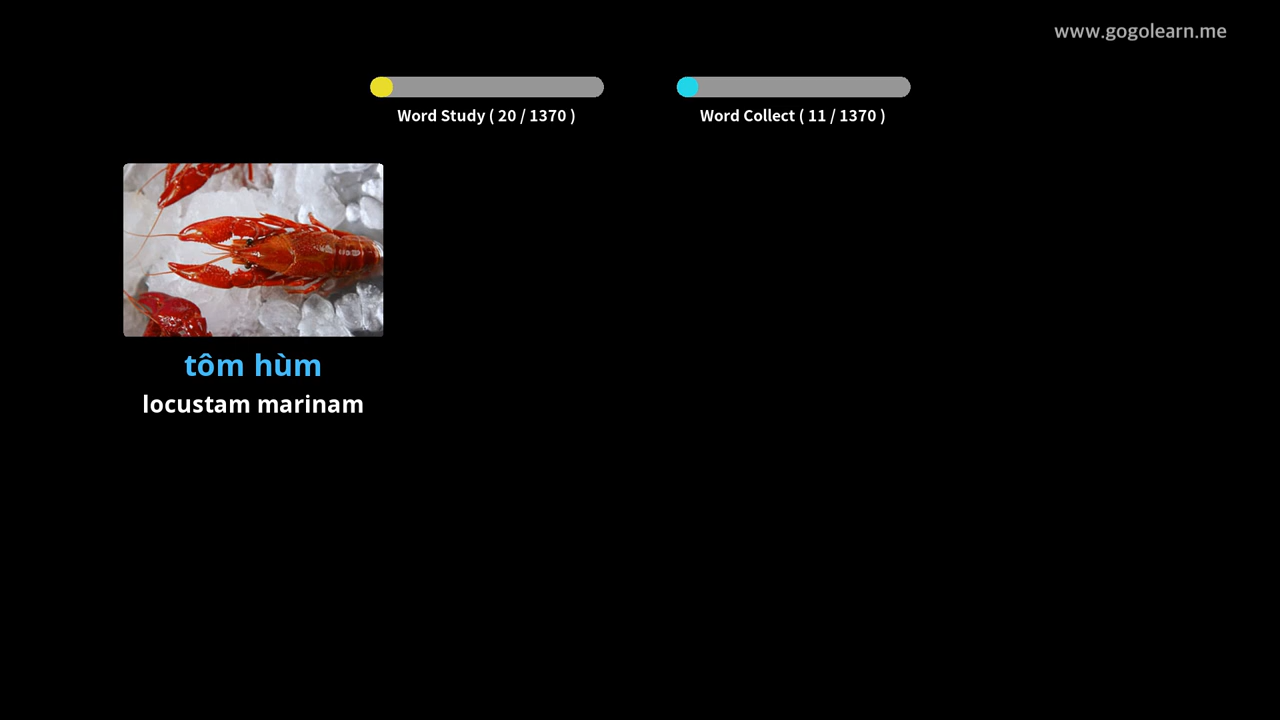 www.gogolearn.me
Word Study ( 20 / 1370 )
Word Collect ( 11 / 1370 )
tôm hùm
locustam marinam